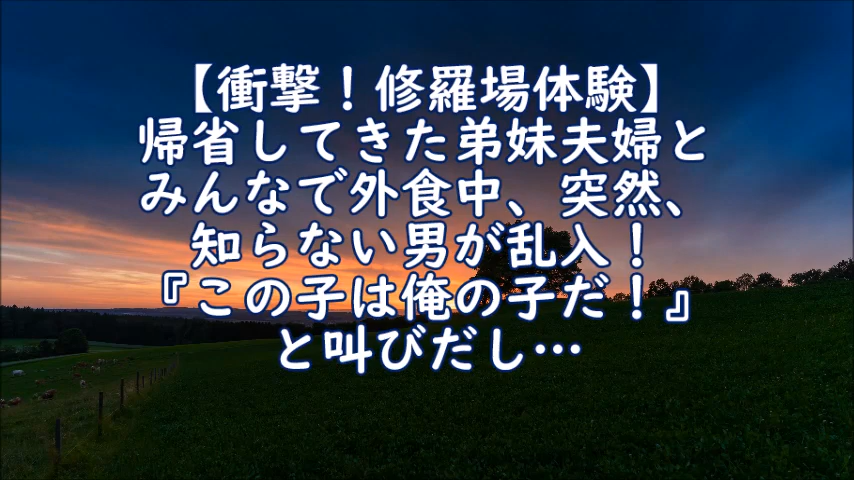 【衝撃！修羅場体験】
帰省してきた弟妹夫婦と
みんなで外食中、突然、
知らない男が乱入！
『この子は俺の子だ！』
と叫びだし…